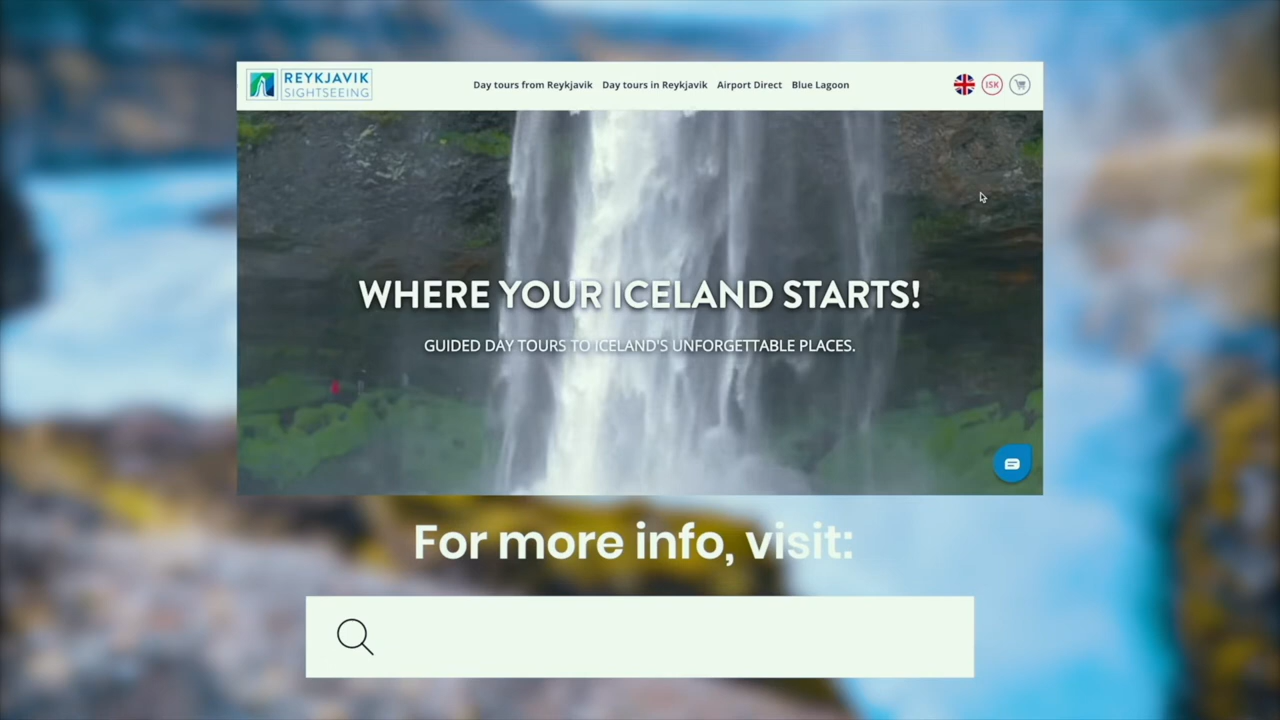 REYKJAVIK
SIGHTSEEING
Day tours from Reykjavik Day tours in Reykjavik Airport Direct Blue Lagoon
ISK
WHERE YOUR ICELAND STARTS!
GUIDED DAY TOURS TO ICELAND'S UNFORGETTABLE PLACES.
For more info, visit: